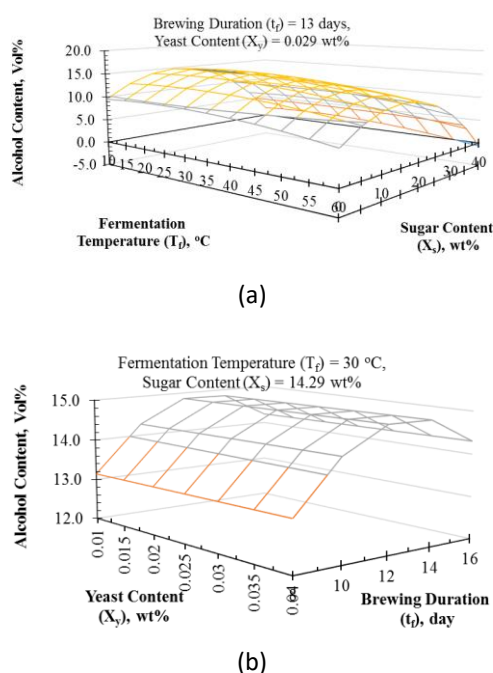 Brewing Duration (tf) = 13 days,
Yeast Content (Xy) = 0.029 wt%
Alcohol Content, Vol%
20.0
15.0
10.0
5.0
0.0
-5.0
10
15
20
25
30
35
40
45
50
55
60
0
10
20
30
40
Fermentation
Temperature (Tf), °C
Sugar Content
(Xs), wt%
(a)
Fermentation Temperature (Tf) = 30 °C,
Sugar Content (Xs) = 14.29 wt%
Alcohol Content, Vol%
15.0
14.0
13.0
12.0
0.01
0.015
0.02
0.025
0.03
0.035
0.04
8
10
12
14
16
Yeast Content
(Xy), wt%
Brewing Duration
(tf), day
(b)